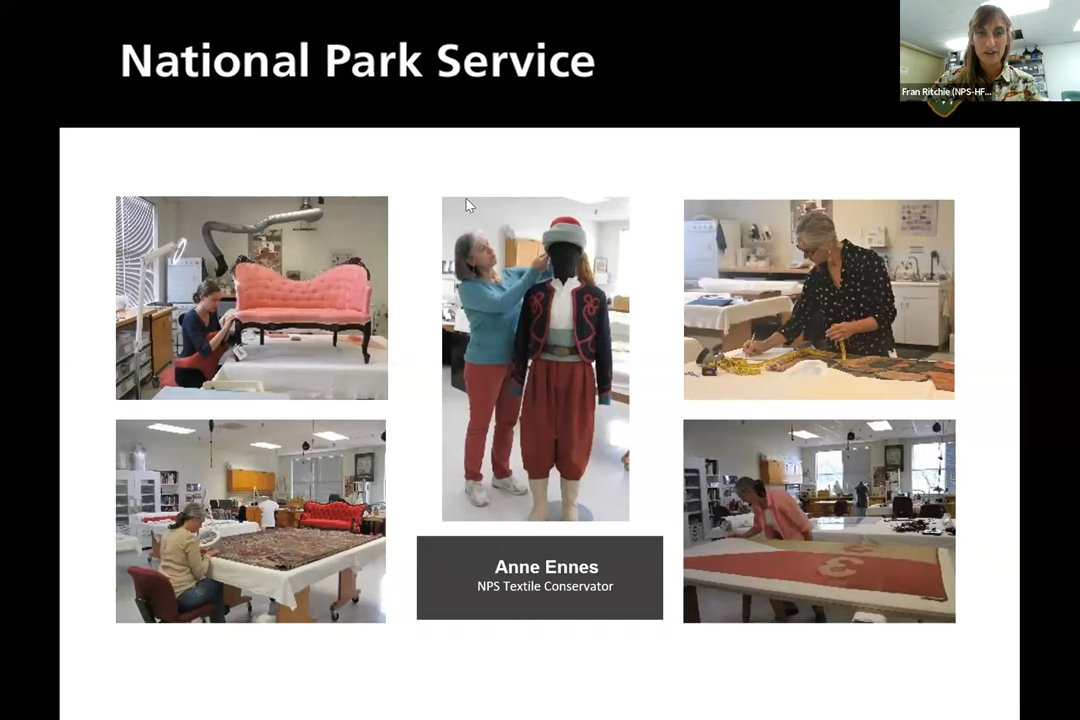 National Park Service
Fran Ritchie (NPS-HF...
Anne Ennes
NPS Textile Conservator